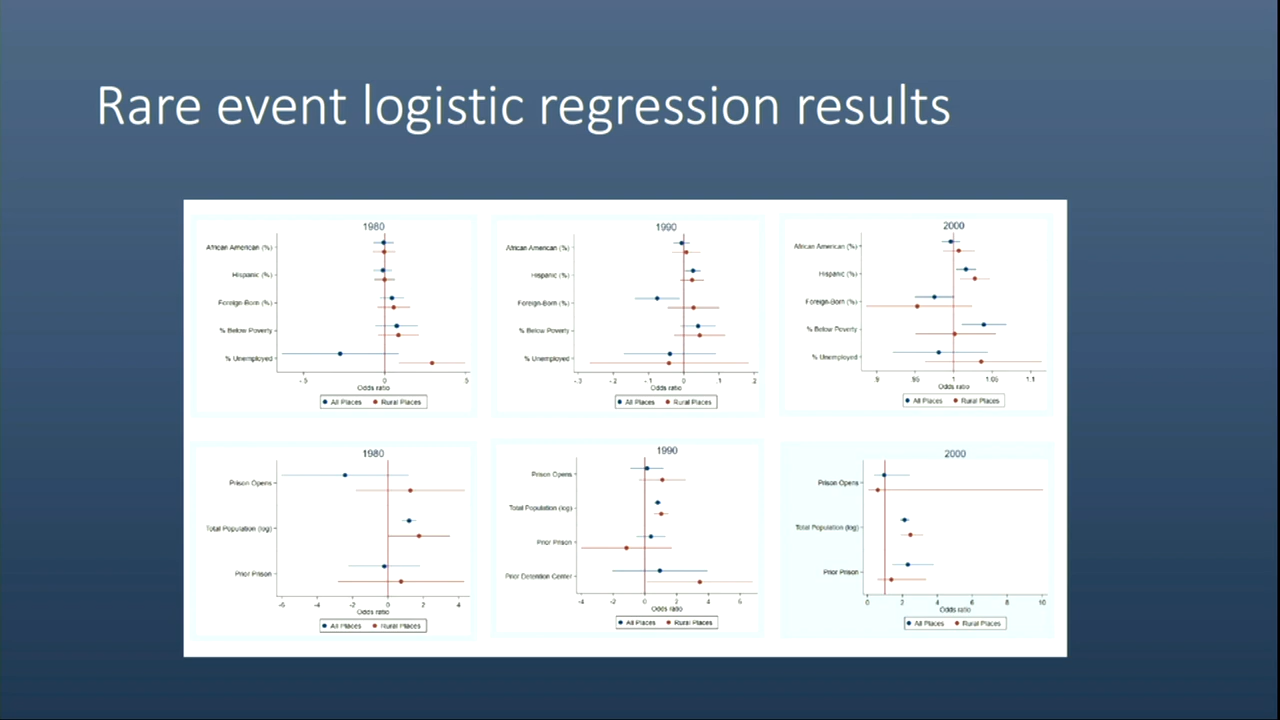 Rare event logistic regression results
1980
African American (%)
Hispanic (%)
Foreign-Born (%)
% Below Poverty
% Unemployed
-.5 0 .5
Odds ratio
All Places Rural Places
1990
African American (%)
Hispanic (%)
Foreign-Born (%)
% Below Poverty
% Unemployed
-.3 -.2 -.1 0 .1 .2
Odds ratio
All Places Rural Places
2000
African American (%)
Hispanic (%)
Foreign-Born (%)
% Below Poverty
% Unemployed
.9 .95 1 1.05 1.1
Odds ratio
All Places Rural Places
1980
Prison Opens
Total Population (log)
Prior Prison
-6 -4 -2 0 2 4
Odds ratio
All Places Rural Places
1990
Prison Opens
Total Population (log)
Prior Prison
Prior Detention Center
-4 -2 0 2 4 6
Odds ratio
All Places Rural Places
2000
Prison Opens
Total Population (log)
Prior Prison
0 2 4 6 8 10
Odds ratio
All Places Rural Places